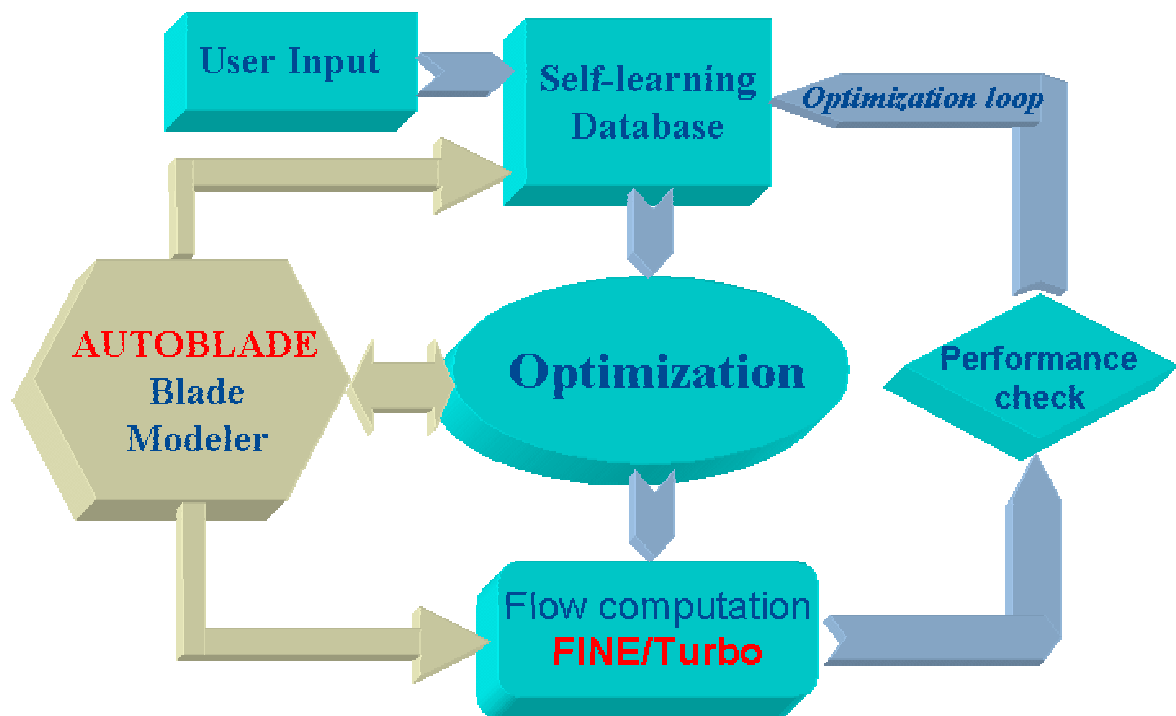 User Input
Self-learning
Database
Optimization loop
AUTOBLADE
Blade
Modeler
Optimization
Performance
check
Flow computation
FINE/Turbo